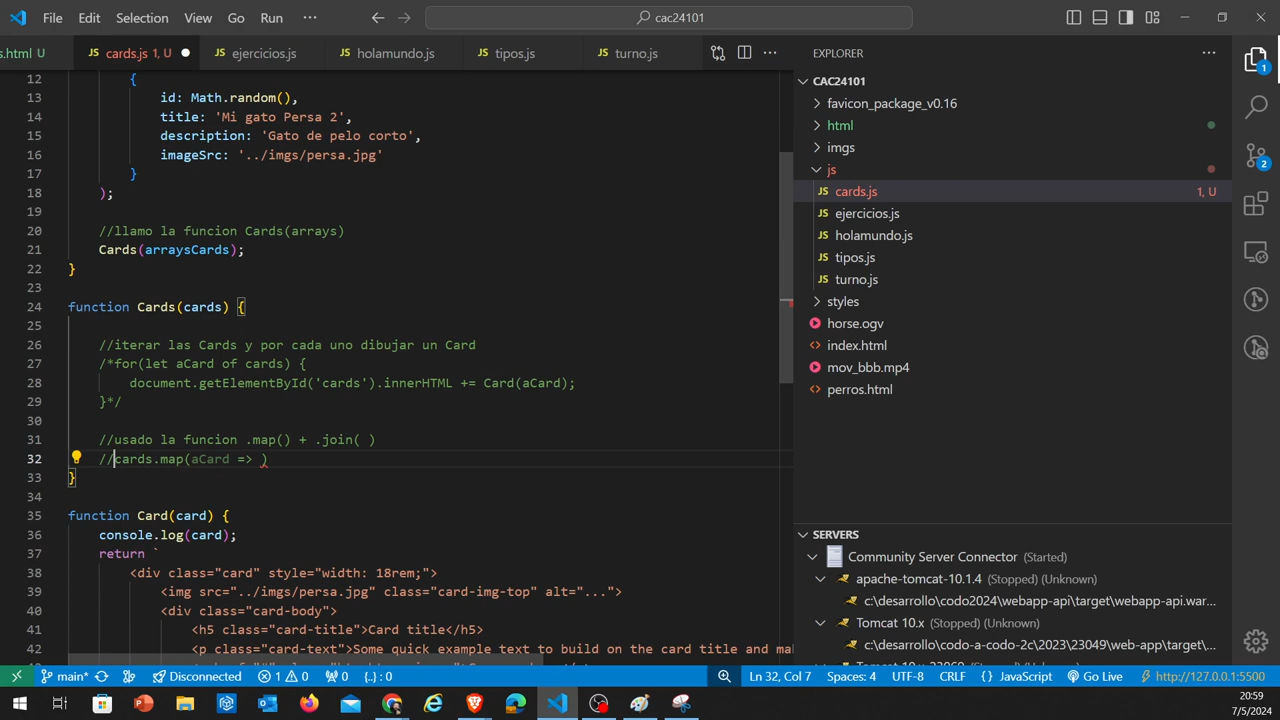 File Edit Selection View Go Run ··· cac24101
s.html U JS cards.js 1, U JS ejercicios.js JS holamundo.js JS tipos.js JS turno.js ···
EXPLORER ···
12 {
13 id: Math.random(),
14 title: 'Mi gato Persa 2',
15 description: 'Gato de pelo corto',
16 imageSrc: '../imgs/persa.jpg'
17 }
18 );
19
20 //llamo la funcion Cards(arrays)
21 Cards(arraysCards);
22 }
23
24 function Cards(cards) {
25
26 //iterar las Cards y por cada uno dibujar un Card
27 /*for(let aCard of cards) {
28 document.getElementById('cards').innerHTML += Card(aCard);
29 }*/
30
31 //usado la funcion .map() + .join( )
32 //cards.map(aCard => )
33 }
34
35 function Card(card) {
36 console.log(card);
37 return `
38 <div class="card" style="width: 18rem;">
39 <img src="../imgs/persa.jpg" class="card-img-top" alt="...">
40 <div class="card-body">
41 <h5 class="card-title">Card title</h5>
42 <p class="card-text">Some quick example text to build on the card title and mak
CAC24101
favicon_package_v0.16
html
imgs
js
JS cards.js 1, U
JS ejercicios.js
JS holamundo.js
JS tipos.js
JS turno.js
styles
horse.ogv
<> index.html
mov_bbb.mp4
<> perros.html
SERVERS
Community Server Connector (Started)
apache-tomcat-10.1.4 (Stopped) (Unknown)
c:\desarrollo\codo2024\webapp-api\target\webapp-api.war...
Tomcat 10.x (Stopped) (Unknown)
c:\desarrollo\codo-a-codo-2c\2023\23049\web-app\target\...
1
2
main* Disconnected 1 0 0 {..} : 0 Ln 32, Col 7 Spaces: 4 UTF-8 CRLF {} JavaScript Go Live http://127.0.0.1:5500
20:59
7/5/2024